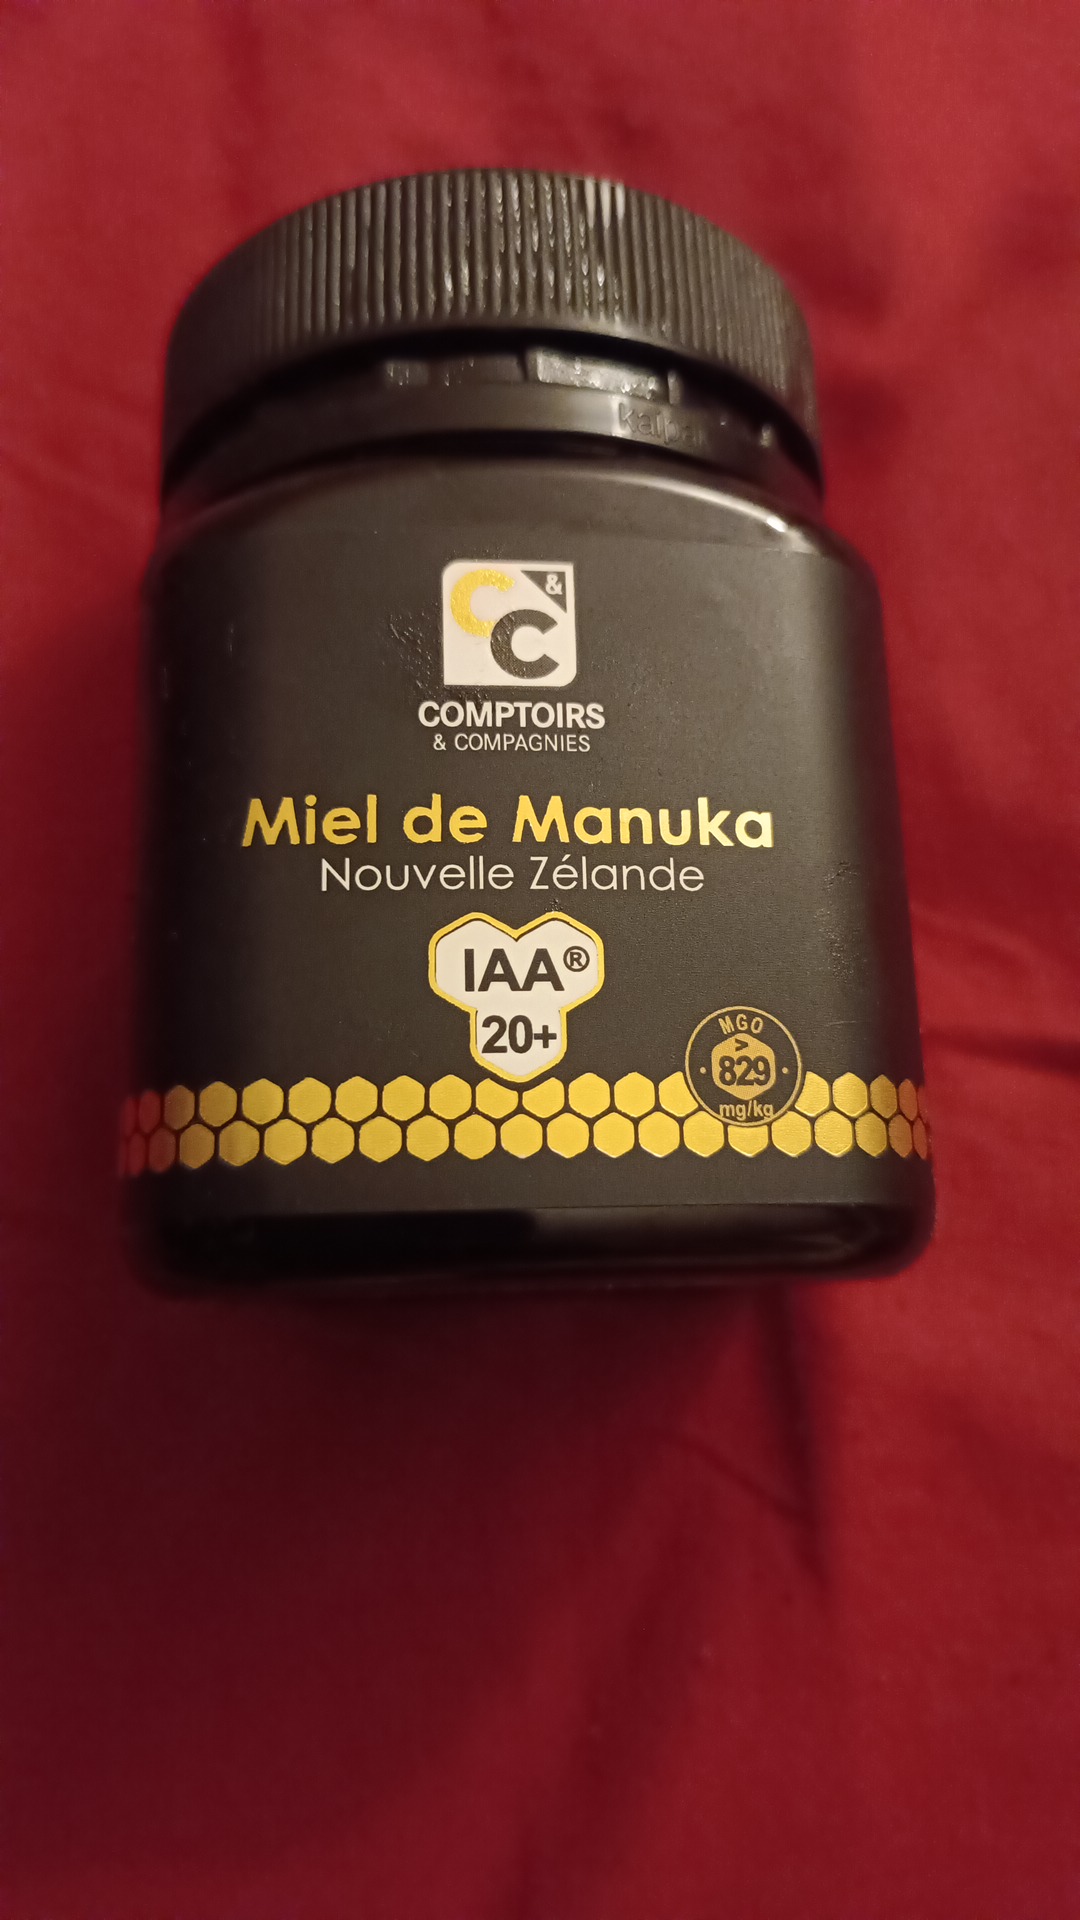 C&C
COMPTOIRS
& COMPAGNIES
Miel de Manuka
Nouvelle Zélande
IAA®
20+
MGO
>
829
mg/kg